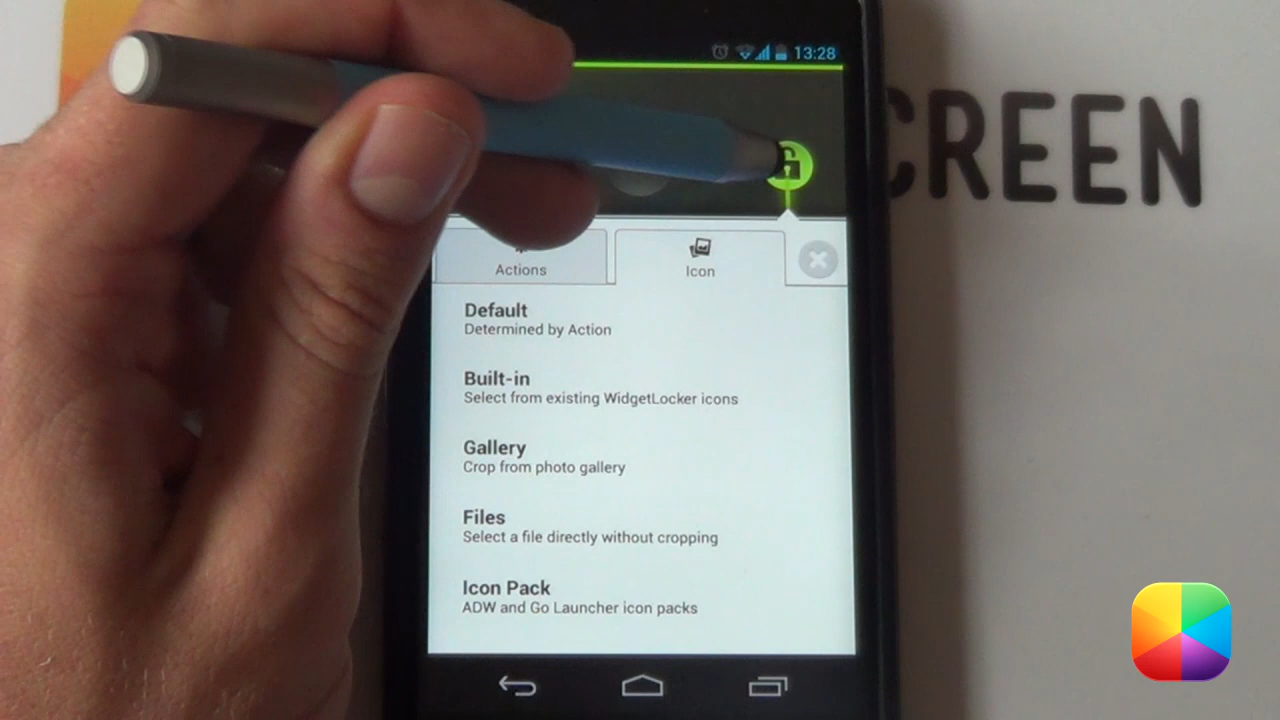 13:28
CREEN
Actions
Icon
Default
Determined by Action
Built-in
Select from existing WidgetLocker icons
Gallery
Crop from photo gallery
Files
Select a file directly without cropping
Icon Pack
ADW and Go Launcher icon packs